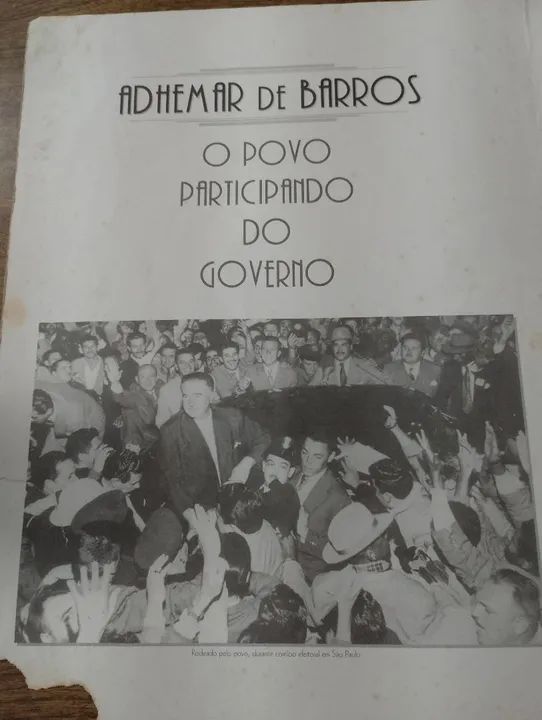 ADHEMAR DE BARROS
O POVO
PARTICIPANDO
DO
GOVERNO
Rodeado pelo povo, durante comício eleitoral em São Paulo